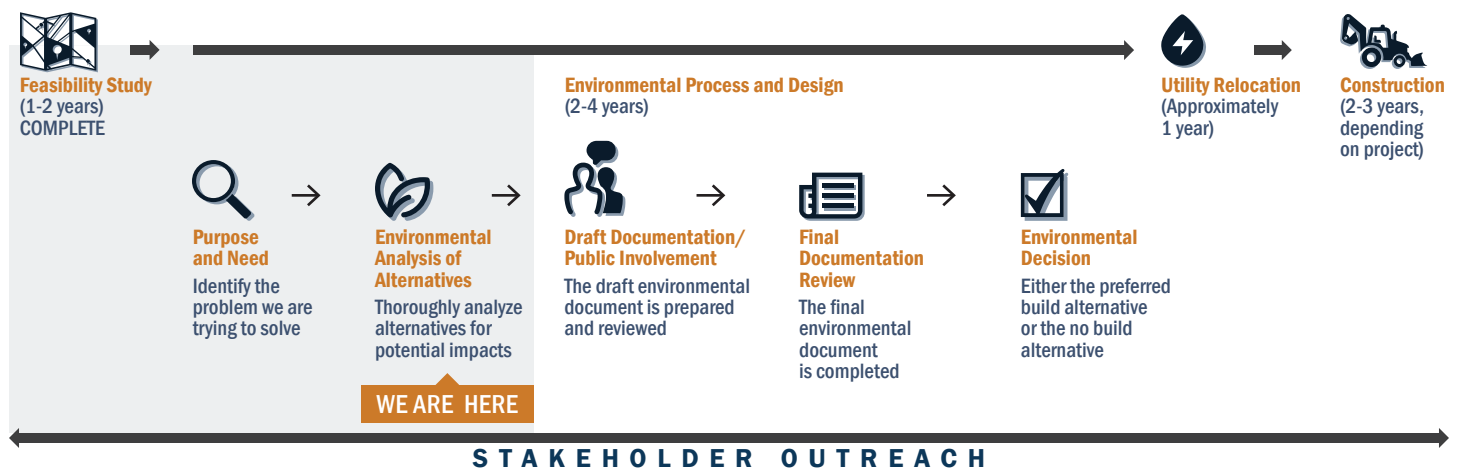 Feasibility Study
(1-2 years)
COMPLETE
Environmental Process and Design
(2-4 years)
Utility Relocation
(Approximately
1 year)
Construction
(2-3 years,
depending
on project)
Purpose
and Need
Identify the
problem we are
trying to solve
Environmental
Analysis of
Alternatives
Thoroughly analyze
alternatives for
potential impacts
WE ARE HERE
Draft Documentation/
Public Involvement
The draft environmental
document is prepared
and reviewed
Final
Documentation
Review
The final
environmental
document
is completed
Environmental
Decision
Either the preferred
build alternative
or the no build
alternative
STAKEHOLDER OUTREACH